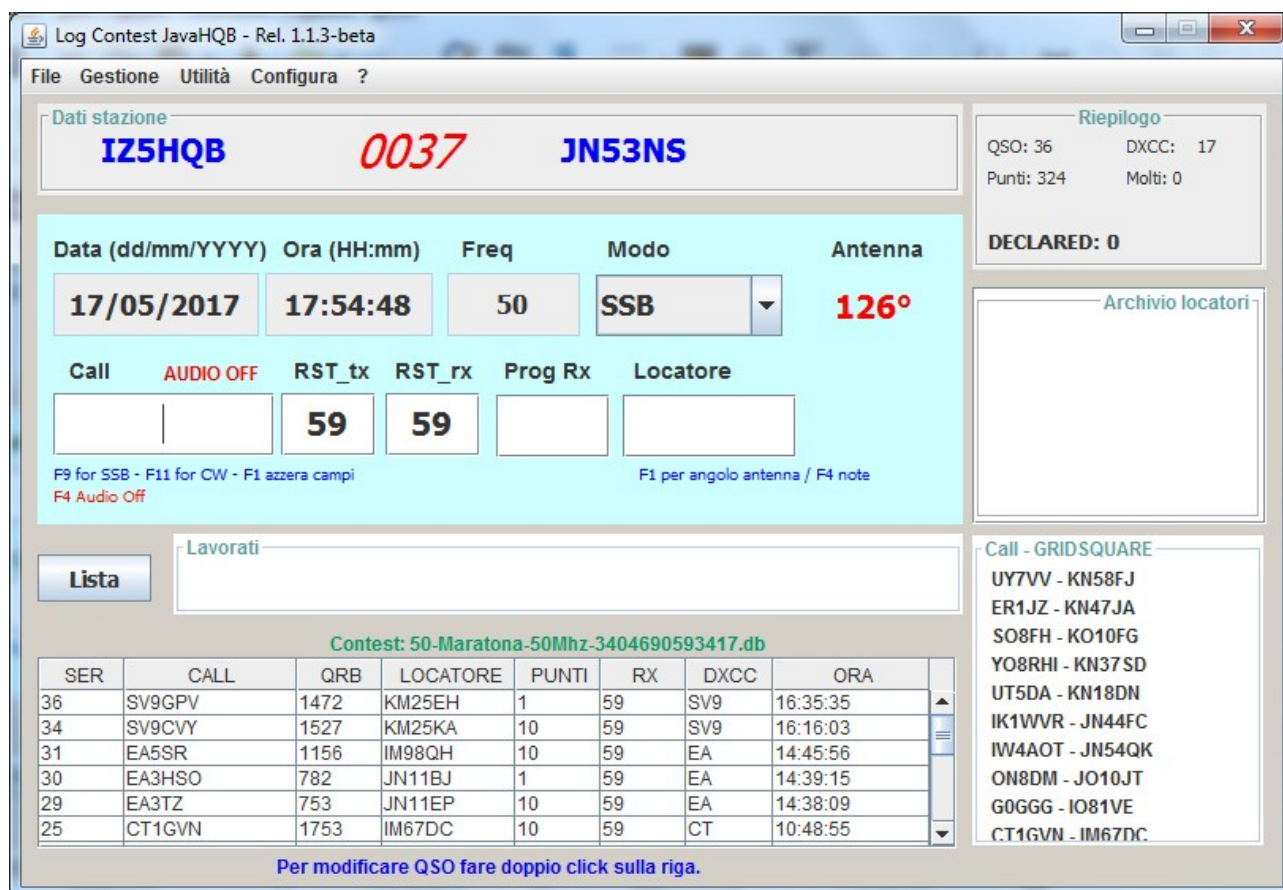 Log Contest JavaHQB - Rel. 1.1.3-beta
File Gestione Utilità Configura ?
Dati stazione
IZ5HQB 0037 JN53NS
Riepilogo
QSO: 36 DXCC: 17
Punti: 324 Molti: 0
DECLARED: 0
Data (dd/mm/YYYY) Ora (HH:mm) Freq Modo Antenna
17/05/2017 17:54:48 50 SSB 126°
Call AUDIO OFF RST_tx RST_rx Prog Rx Locatore
59 59
F9 for SSB - F11 for CW - F1 azzera campi F1 per angolo antenna / F4 note
F4 Audio Off
Archivio locatori
Lista
Lavorati
Contest: 50-Maratona-50Mhz-3404690593417.db
SER CALL QRB LOCATORE PUNTI RX DXCC ORA
36 SV9GPV 1472 KM25EH 1 59 SV9 16:35:35
34 SV9CVY 1527 KM25KA 10 59 SV9 16:16:03
31 EA5SR 1156 IM98QH 10 59 EA 14:45:56
30 EA3HSO 782 JN11BJ 1 59 EA 14:39:15
29 EA3TZ 753 JN11EP 10 59 EA 14:38:09
25 CT1GVN 1753 IM67DC 10 59 CT 10:48:55
Per modificare QSO fare doppio click sulla riga.
Call - GRIDSQUARE
UY7VV - KN58FJ
ER1JZ - KN47JA
SO8FH - KO10FG
YO8RHI - KN37SD
UT5DA - KN18DN
IK1WVR - JN44FC
IW4AOT - JN54QK
ON8DM - JO10JT
G0GGG - IO81VE
CT1GVN - IM67DC